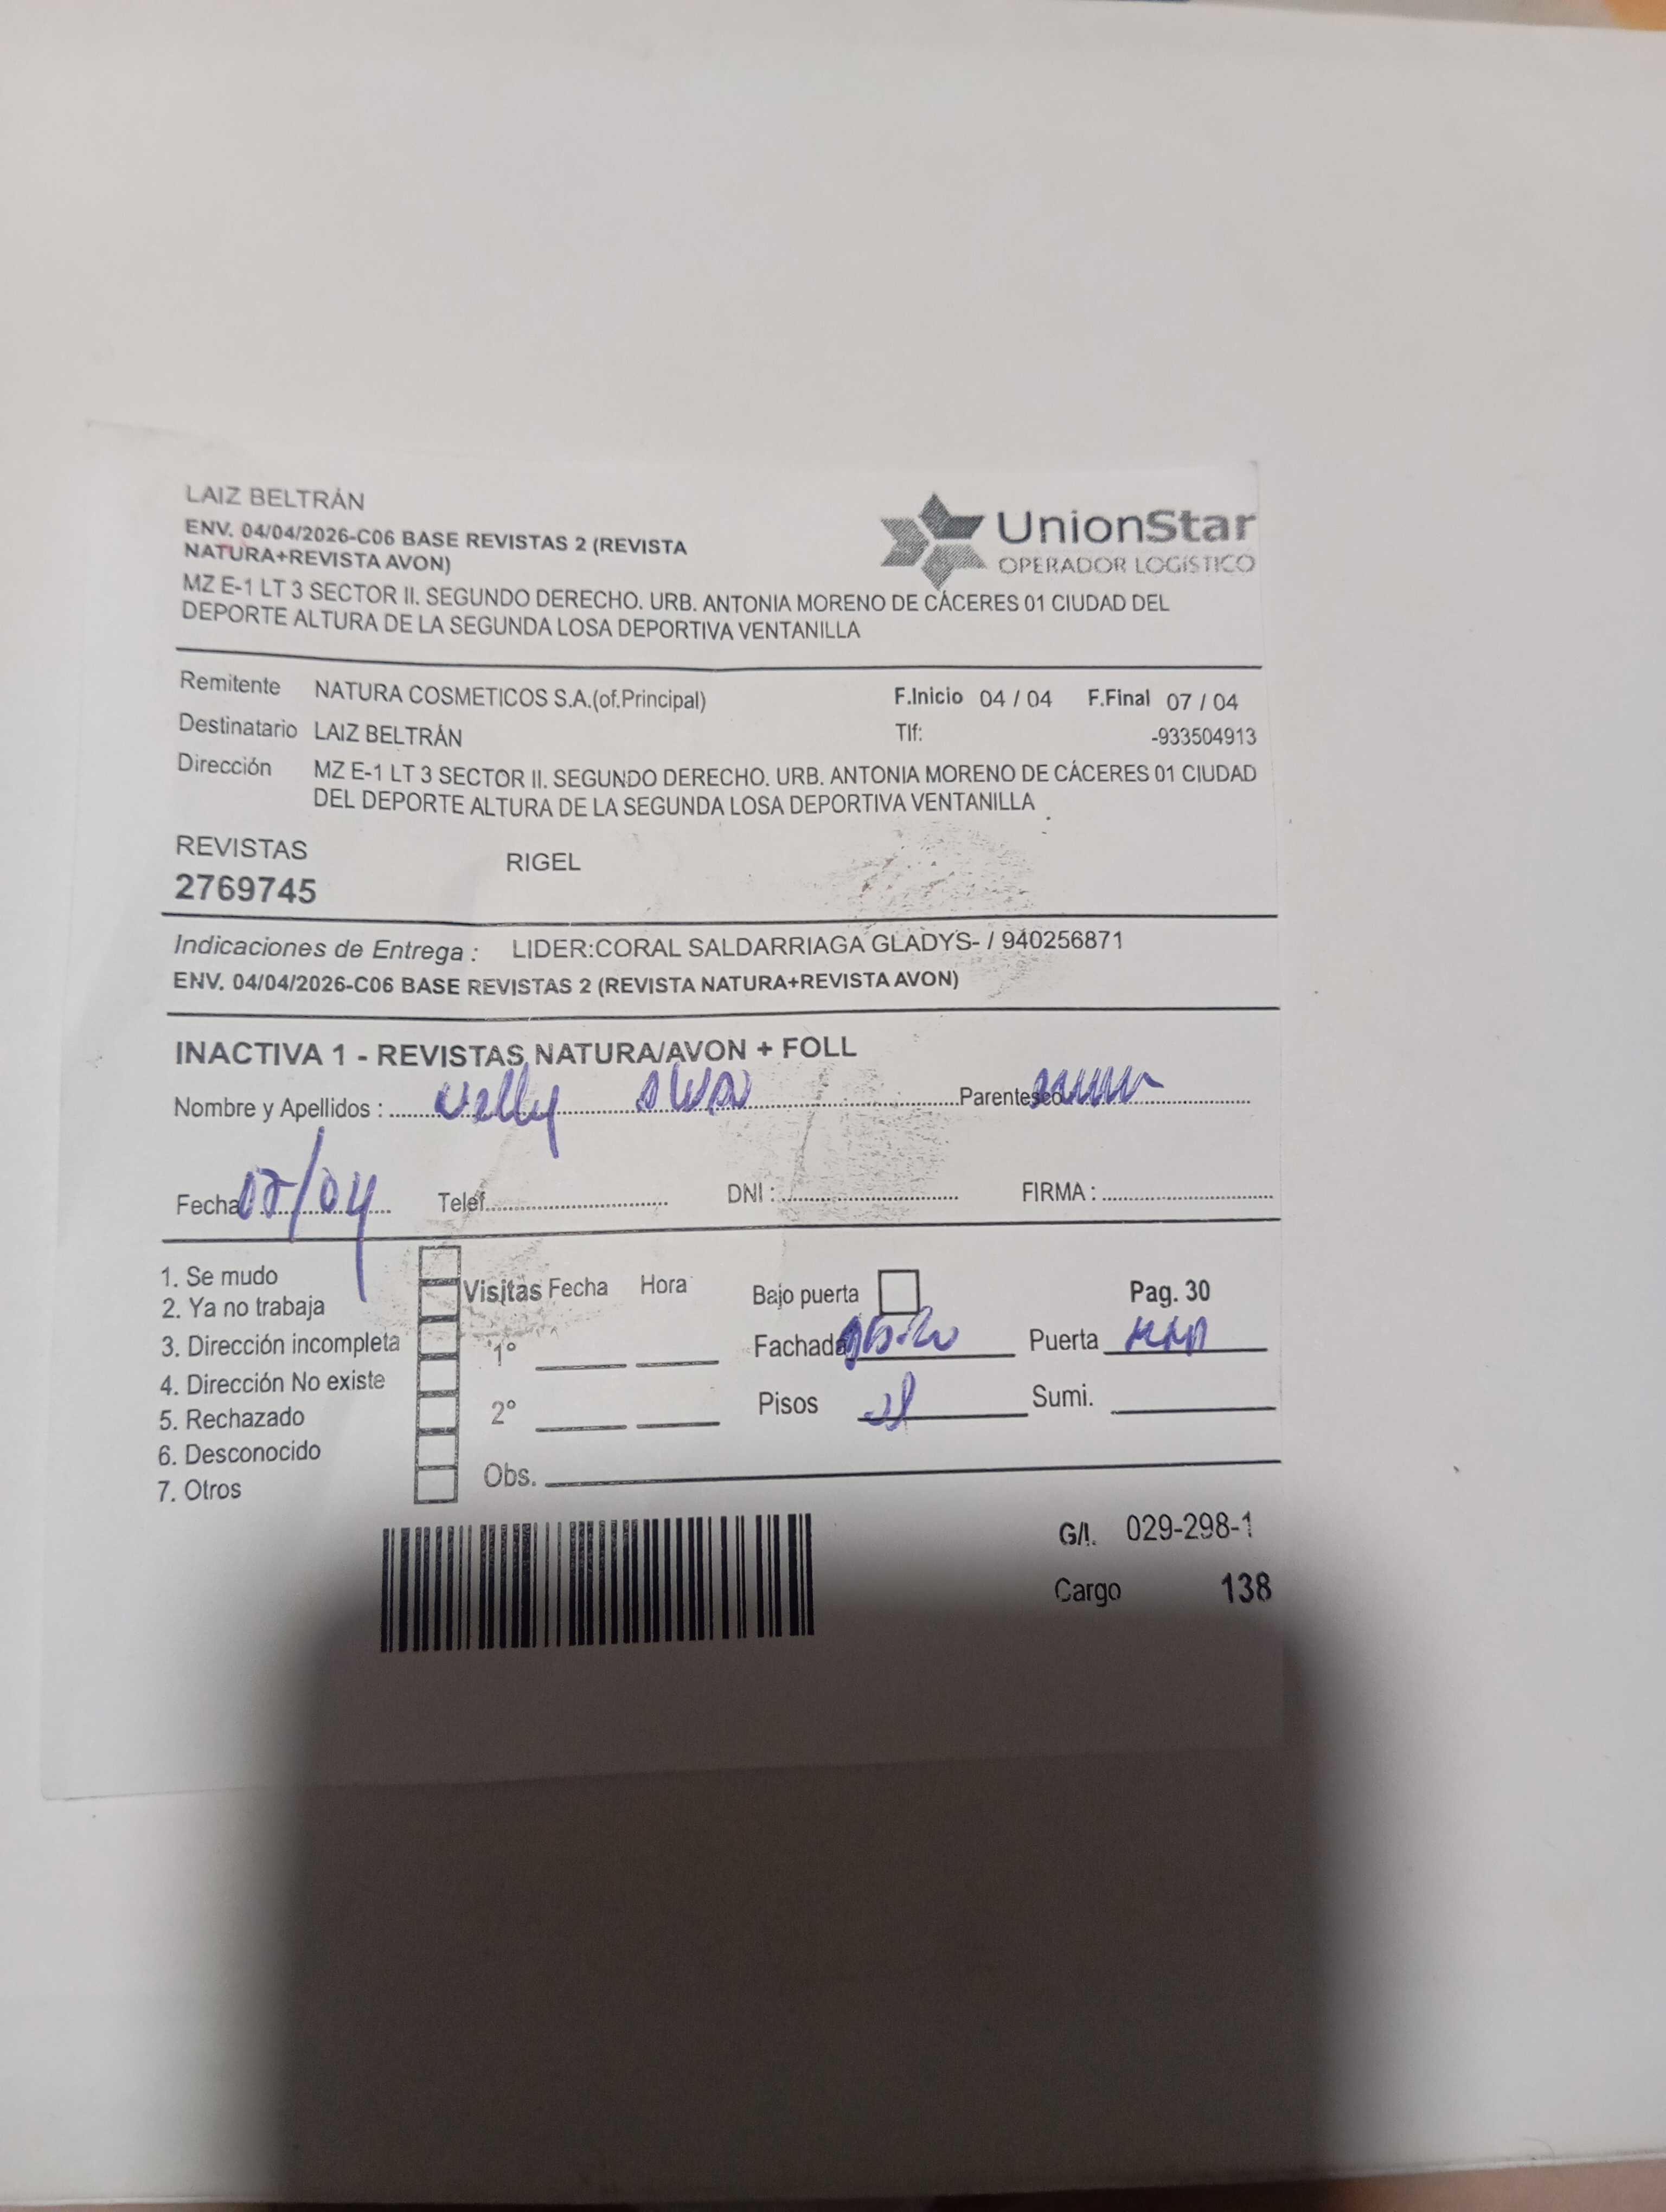 LAIZ BELTRÁN
ENV. 04/04/2026-C06 BASE REVISTAS 2 (REVISTA
NATURA+REVISTA AVON)
MZ E-1 LT 3 SECTOR II. SEGUNDO DERECHO. URB. ANTONIA MORENO DE CÁCERES 01 CIUDAD DEL
DEPORTE ALTURA DE LA SEGUNDA LOSA DEPORTIVA VENTANILLA
UnionStar
OPERADOR LOGÍSTICO
Remitente NATURA COSMETICOS S.A.(of.Principal) F.Inicio 04 / 04 F.Final 07 / 04
Destinatario LAIZ BELTRÁN Tlf: -933504913
Dirección MZ E-1 LT 3 SECTOR II. SEGUNDO DERECHO. URB. ANTONIA MORENO DE CÁCERES 01 CIUDAD
DEL DEPORTE ALTURA DE LA SEGUNDA LOSA DEPORTIVA VENTANILLA
REVISTAS RIGEL
2769745
Indicaciones de Entrega : LIDER:CORAL SALDARRIAGA GLADYS- / 940256871
ENV. 04/04/2026-C06 BASE REVISTAS 2 (REVISTA NATURA+REVISTA AVON)
INACTIVA 1 - REVISTAS NATURA/AVON + FOLL
Nombre y Apellidos : Parentesco
Fecha Telef. DNI : FIRMA :
1. Se mudo
2. Ya no trabaja
3. Dirección incompleta
4. Dirección No existe
5. Rechazado
6. Desconocido
7. Otros
Visitas Fecha Hora
1°
2°
Obs.
Bajo puerta Pag. 30
Fachada Puerta
Pisos Sumi.
G/I. 029-298-1
Cargo 138